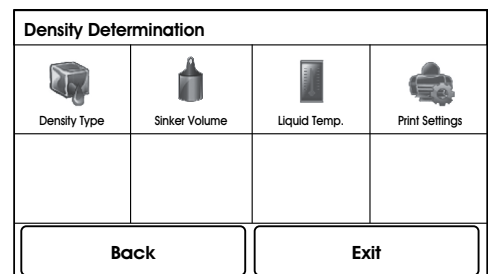 Density Determination
Density Type Sinker Volume Liquid Temp. Print Settings
Back Exit